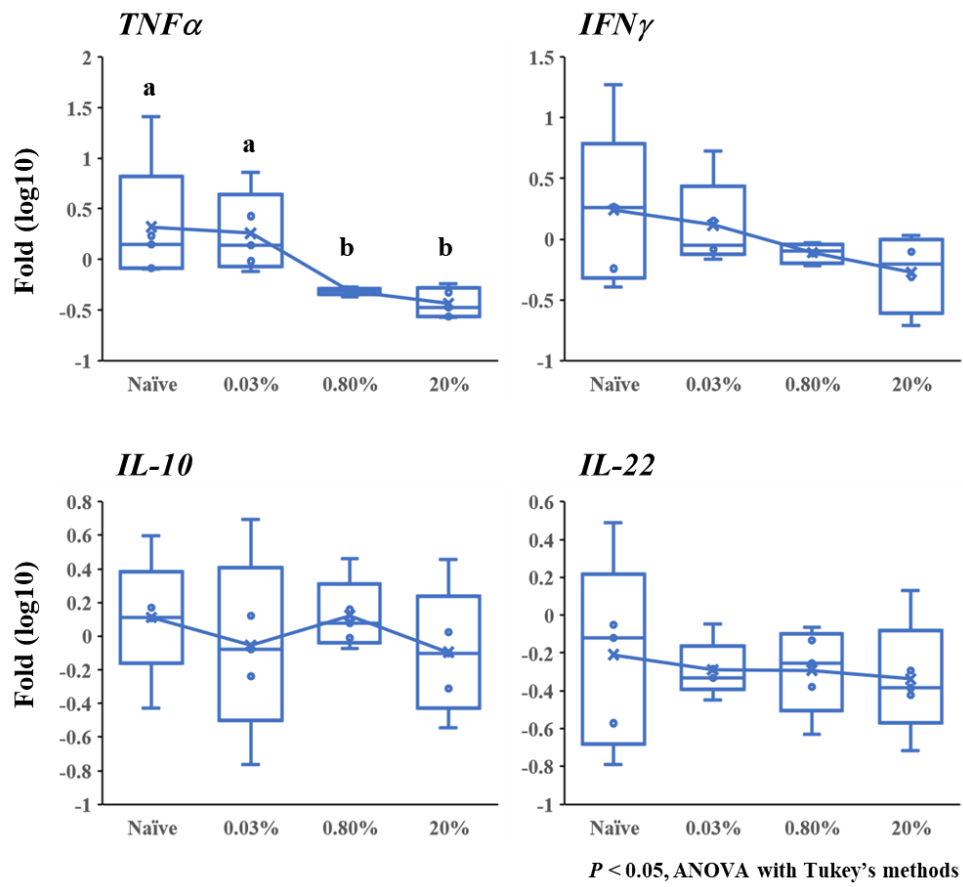 TNFα
IFNγ
Fold (log10)
2
1.5
1
0.5
0
-0.5
-1
a
a
b
b
Naïve 0.03% 0.80% 20%
1.5
1
0.5
0
-0.5
-1
Naïve 0.03% 0.80% 20%
IL-10
IL-22
Fold (log10)
0.8
0.6
0.4
0.2
0
-0.2
-0.4
-0.6
-0.8
-1
Naïve 0.03% 0.80% 20%
0.6
0.4
0.2
0
-0.2
-0.4
-0.6
-0.8
-1
Naïve 0.03% 0.80% 20%
P < 0.05, ANOVA with Tukey’s methods